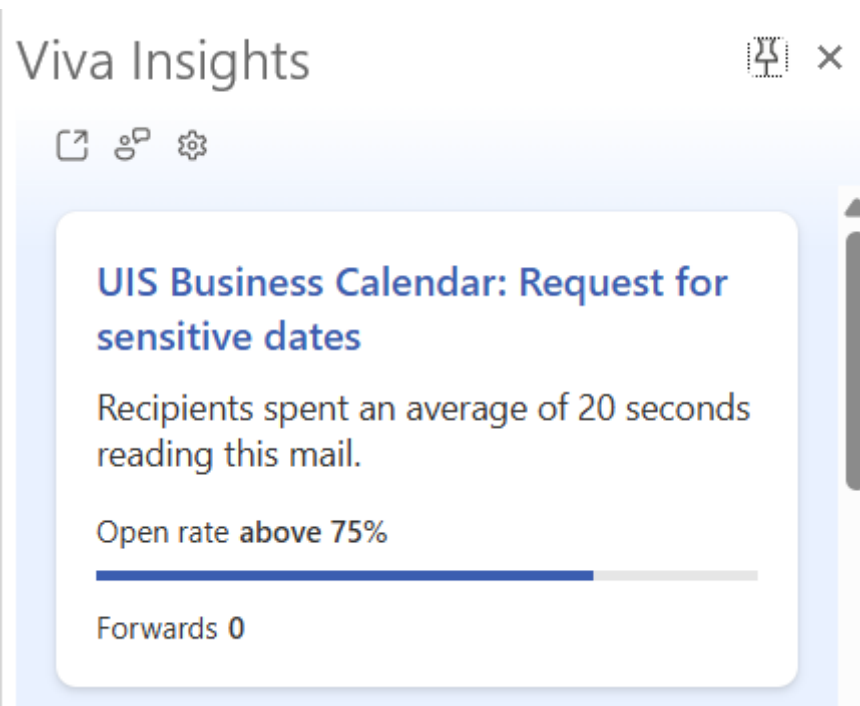 Viva Insights
UIS Business Calendar: Request for
sensitive dates
Recipients spent an average of 20 seconds
reading this mail.
Open rate above 75%
Forwards 0